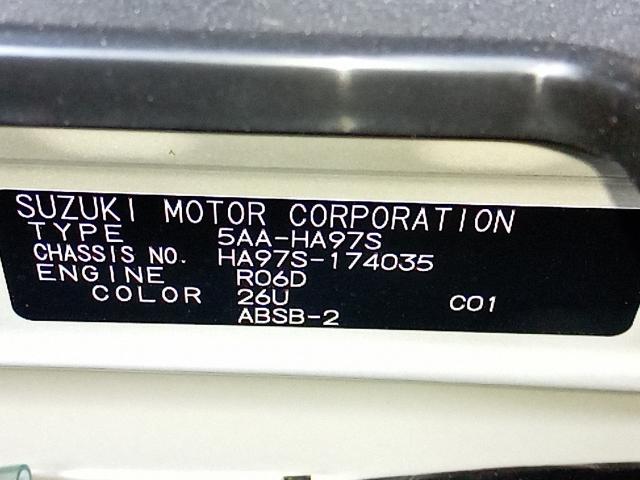 SUZUKI MOTOR CORPORATION
TYPE 5AA-HA97S
CHASSIS NO. HA97S-174035
ENGINE R06D
COLOR 26U C01
ABSB-2